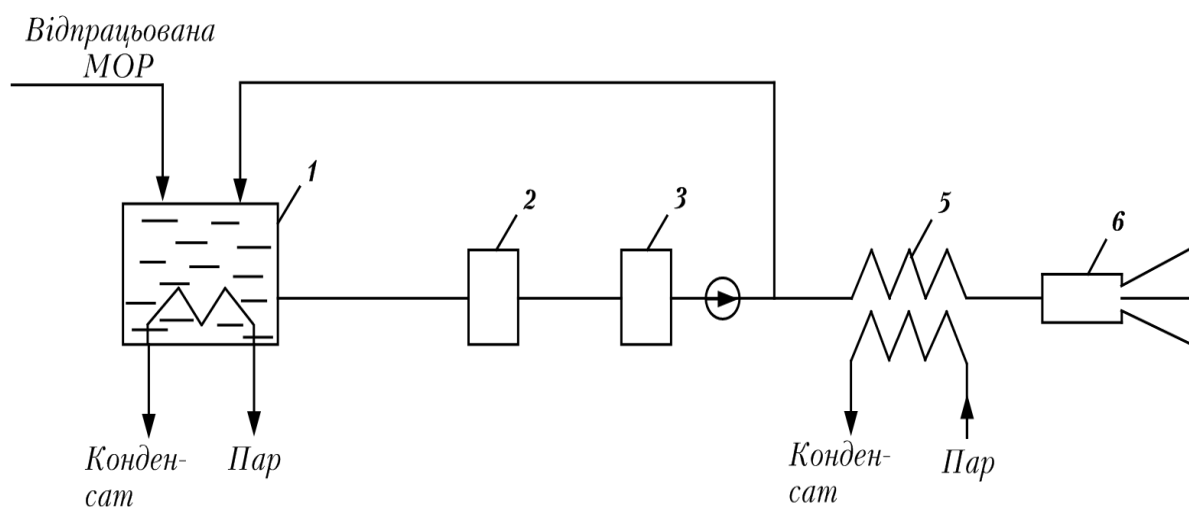 Відпрацьована
МОР
1
2
3
5
6
Конден-
сат
Пар
Конден-
сат
Пар